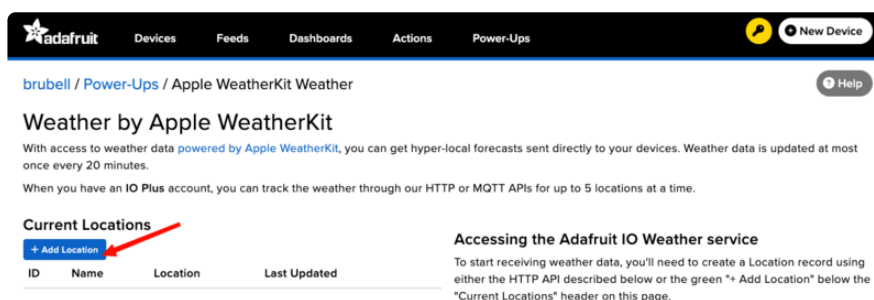 adafruit Devices Feeds Dashboards Actions Power-Ups New Device
brubell / Power-Ups / Apple WeatherKit Weather
? Help
Weather by Apple WeatherKit
With access to weather data powered by Apple WeatherKit, you can get hyper-local forecasts sent directly to your devices. Weather data is updated at most
once every 20 minutes.
When you have an IO Plus account, you can track the weather through our HTTP or MQTT APIs for up to 5 locations at a time.
Current Locations
+ Add Location
ID Name Location Last Updated
Accessing the Adafruit IO Weather service
To start receiving weather data, you'll need to create a Location record using
either the HTTP API described below or the green "+ Add Location" below the
"Current Locations" header on this page.